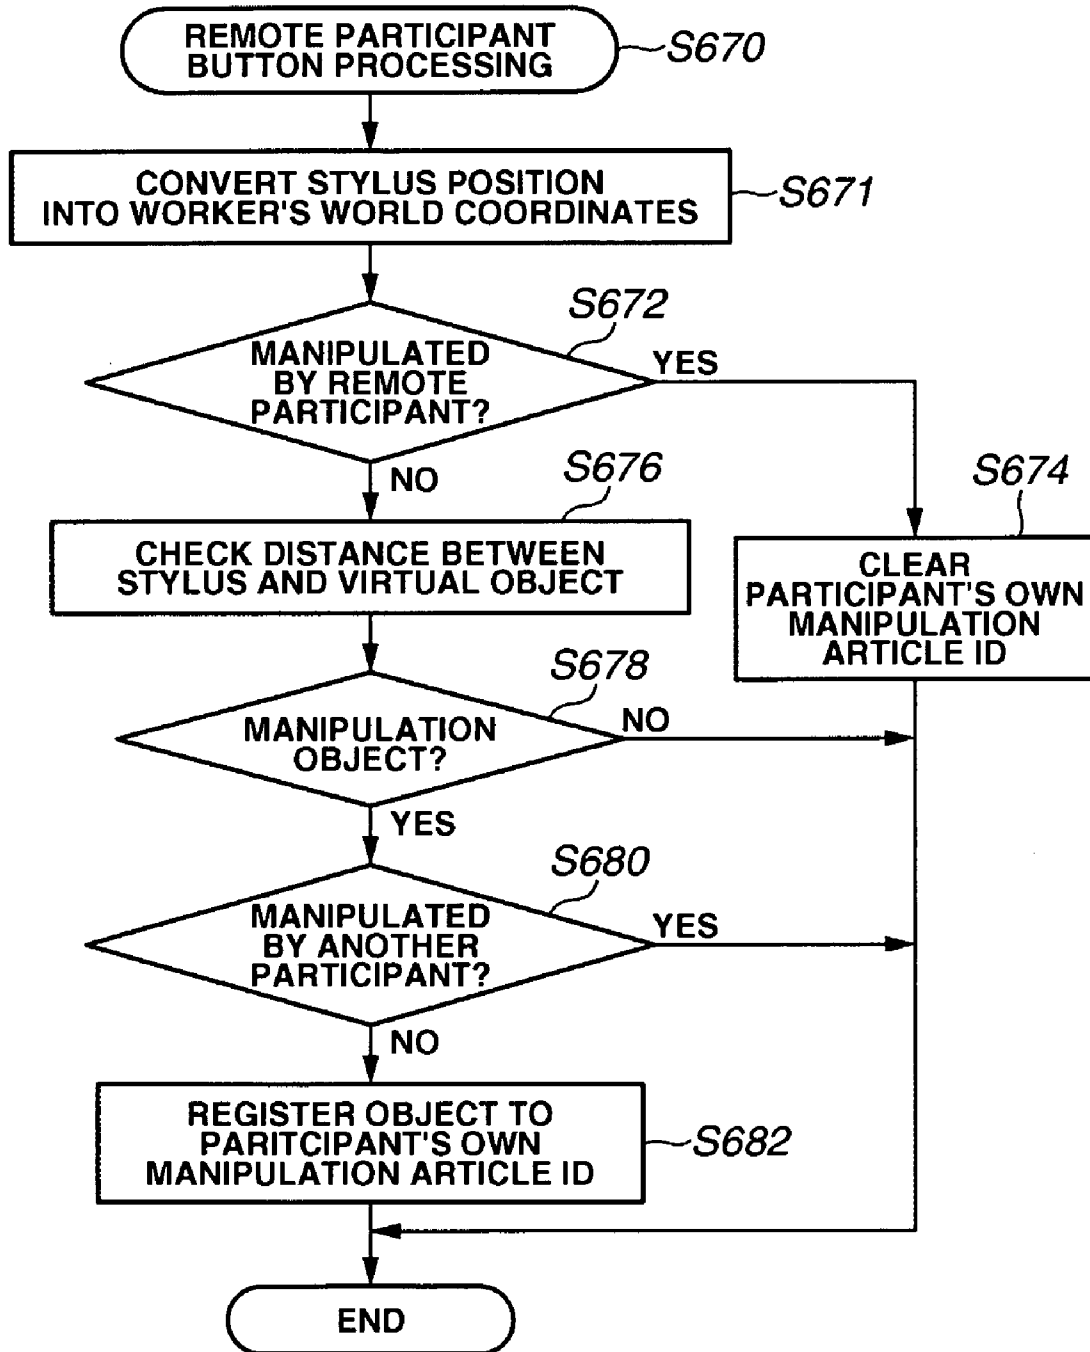 REMOTE PARTICIPANT
BUTTON PROCESSING
S670
CONVERT STYLUS POSITION
INTO WORKER'S WORLD COORDINATES
S671
S672
MANIPULATED
BY REMOTE
PARTICIPANT?
YES
NO
S676
S674
CHECK DISTANCE BETWEEN
STYLUS AND VIRTUAL OBJECT
CLEAR
PARTICIPANT'S OWN
MANIPULATION
ARTICLE ID
S678
MANIPULATION
OBJECT?
NO
YES
S680
MANIPULATED
BY ANOTHER
PARTICIPANT?
YES
NO
REGISTER OBJECT TO
PARITCIPANT'S OWN
MANIPULATION ARTICLE ID
S682
END